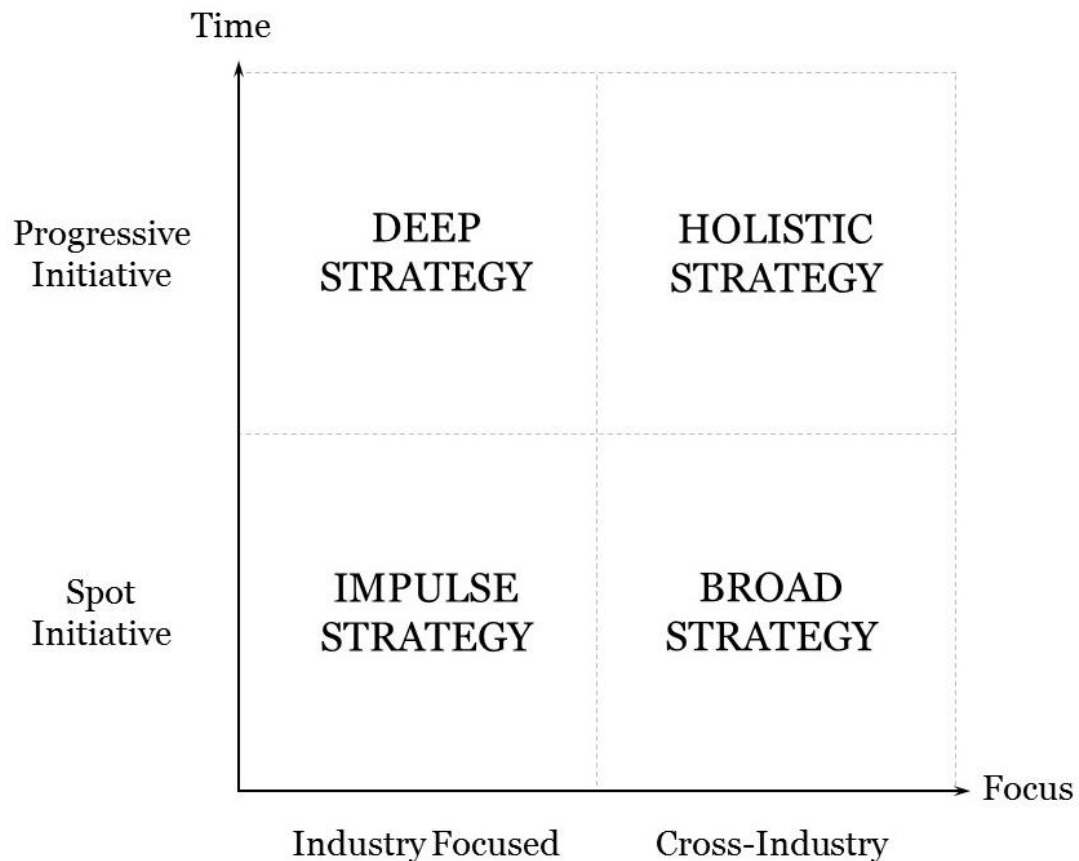 Time
Progressive
Initiative
DEEP
STRATEGY
HOLISTIC
STRATEGY
Spot
Initiative
IMPULSE
STRATEGY
BROAD
STRATEGY
Focus
Industry Focused
Cross-Industry